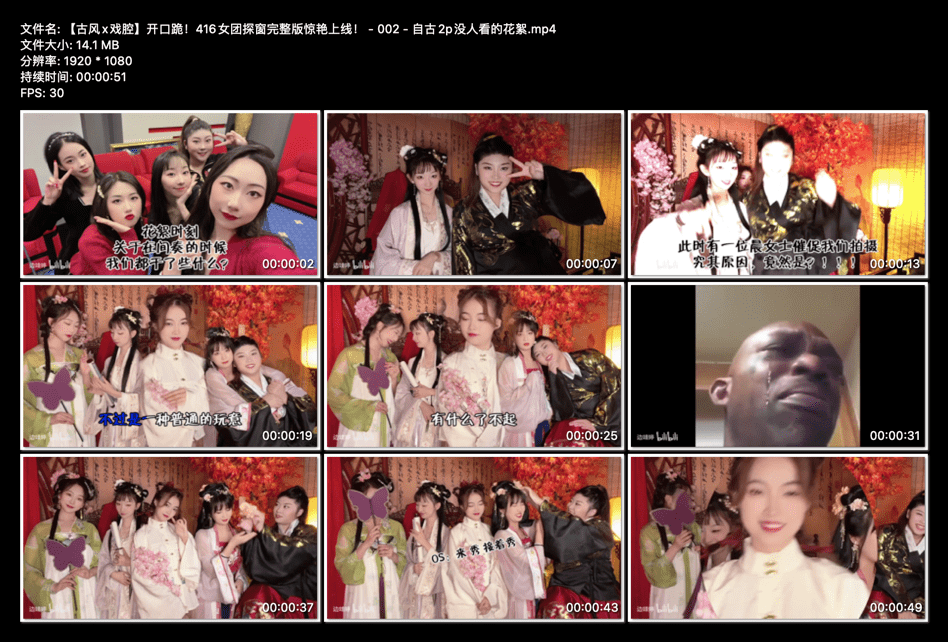 文件名: 【古风x戏腔】开口跪！416女团探窗完整版惊艳上线！ - 002 - 自古2p没人看的花絮.mp4
文件大小: 14.1 MB
分辨率: 1920 * 1080
持续时间: 00:00:51
FPS: 30
花絮时刻
关于在间奏的时候
我们都干了些什么？
00:00:02
00:00:07
此时有一位晨女士催促我们拍摄
究其原因，竟然是？！！！
00:00:13
不过是一种普通的玩意
00:00:19
有什么了不起
00:00:25
bilibili
00:00:31
00:00:37
05、来秀接着秀
00:00:43
00:00:49